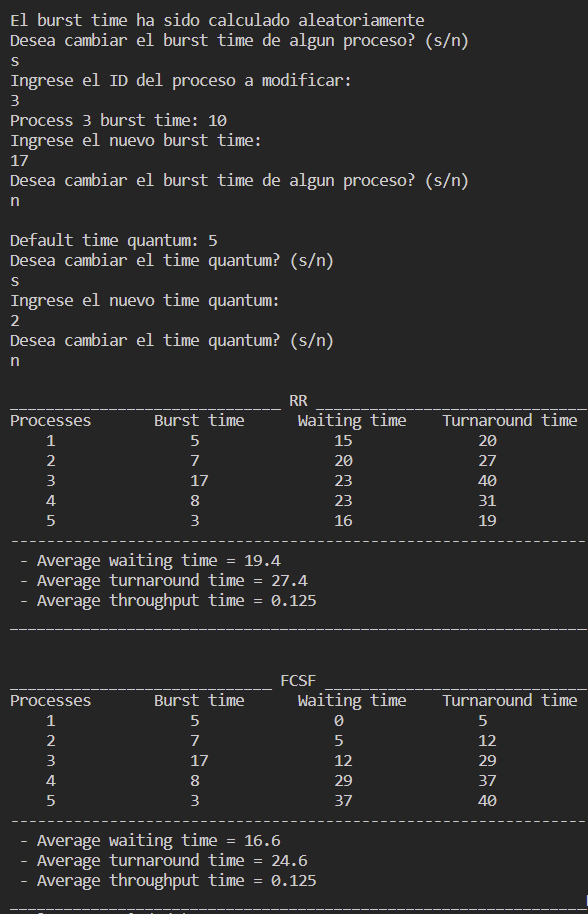 El burst time ha sido calculado aleatoriamente
Desea cambiar el burst time de algun proceso? (s/n)
s
Ingrese el ID del proceso a modificar:
3
Process 3 burst time: 10
Ingrese el nuevo burst time:
17
Desea cambiar el burst time de algun proceso? (s/n)
n
Default time quantum: 5
Desea cambiar el time quantum? (s/n)
s
Ingrese el nuevo time quantum:
2
Desea cambiar el time quantum? (s/n)
n
______________________________ RR ______________________________
Processes Burst time Waiting time Turnaround time
1 5 15 20
2 7 20 27
3 17 23 40
4 8 23 31
5 3 16 19
----------------------------------------------------------------
- Average waiting time = 19.4
- Average turnaround time = 27.4
- Average throughput time = 0.125
________________________________________________________________
_____________________________ FCSF _____________________________
Processes Burst time Waiting time Turnaround time
1 5 0 5
2 7 5 12
3 17 12 29
4 8 29 37
5 3 37 40
----------------------------------------------------------------
- Average waiting time = 16.6
- Average turnaround time = 24.6
- Average throughput time = 0.125
________________________________________________________________